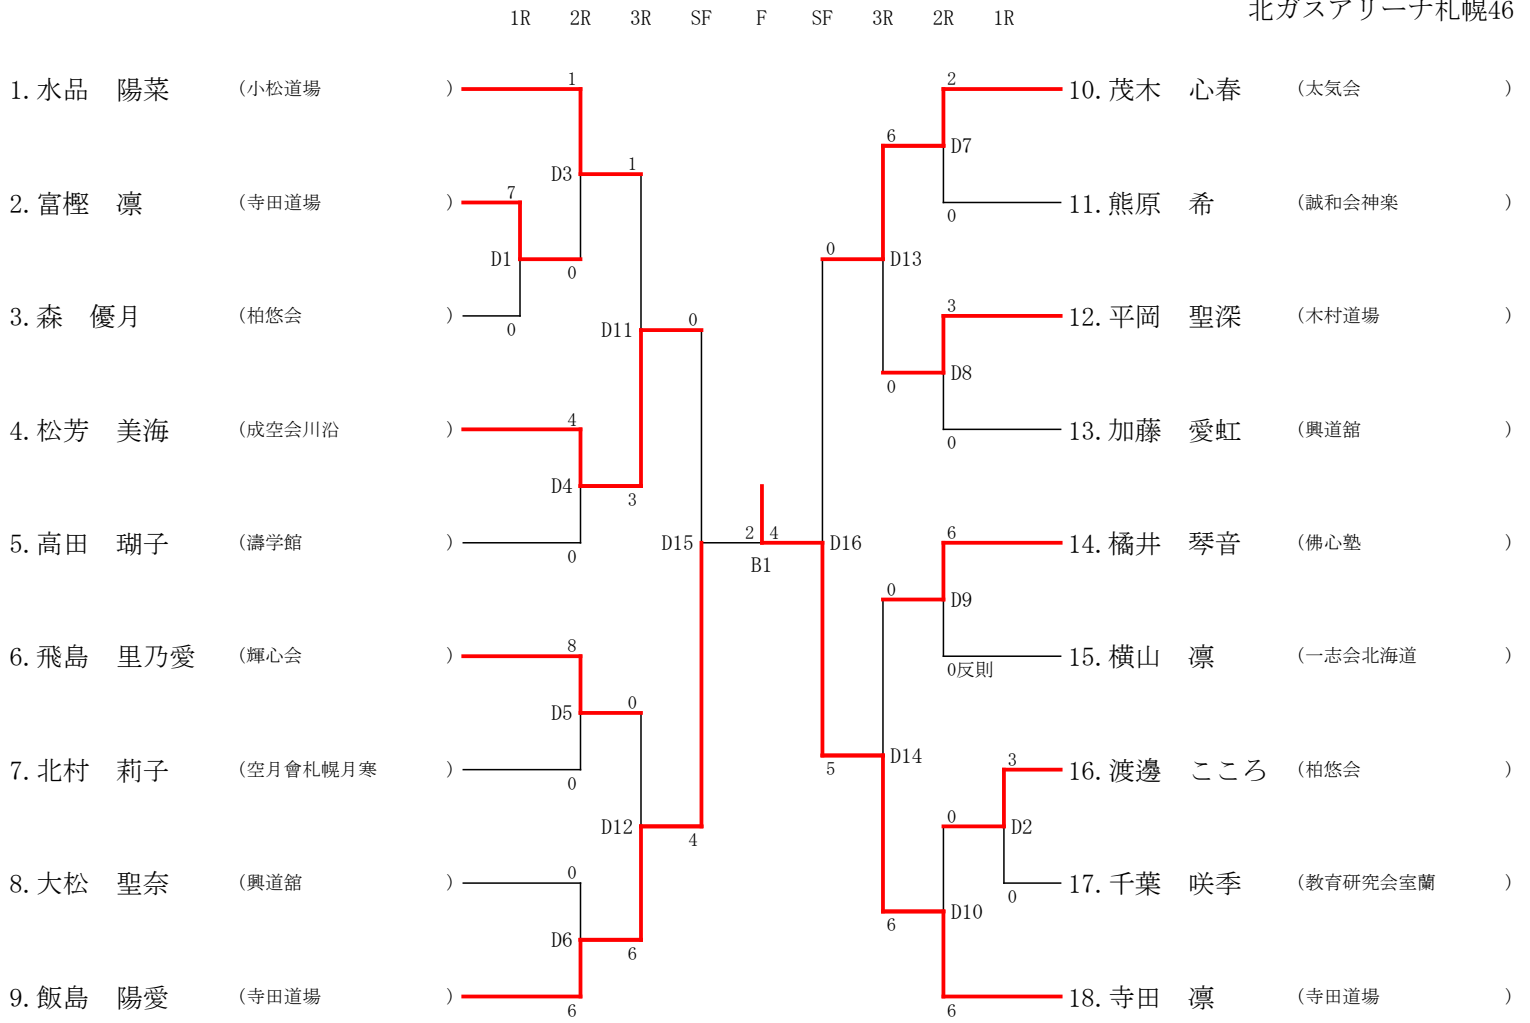 北ガスアリーナ札幌46
1R 2R 3R SF F SF 3R 2R 1R
1. 水品　陽菜 (小松道場 ) 1 2 10. 茂木　心春 (太気会 )
6 D7
D3 1
2. 富樫　凛 (寺田道場 ) 7 0 11. 熊原　希 (誠和会神楽 )
D1 0 0 D13
3. 森　優月 (柏悠会 ) 0 D11 0 3 12. 平岡　聖深 (木村道場 )
0 D8
4. 松芳　美海 (成空会川沿 ) 4 0 13. 加藤　愛虹 (興道舘 )
D4 3
5. 高田　瑚子 (濤学館 ) 0 D15 2 4 D16 6 14. 橘井　琴音 (佛心塾 )
B1
0 D9
6. 飛島　里乃愛 (輝心会 ) 8 0反則 15. 横山　凛 (一志会北海道 )
D5 0
7. 北村　莉子 (空月會札幌月寒 ) 0 5 D14 3 16. 渡邊　こころ (柏悠会 )
D12 4 0 D2
8. 大松　聖奈 (興道舘 ) 0 0 17. 千葉　咲季 (教育研究会室蘭 )
6 D10
D6 6
9. 飯島　陽愛 (寺田道場 ) 6 6 18. 寺田　凛 (寺田道場 )